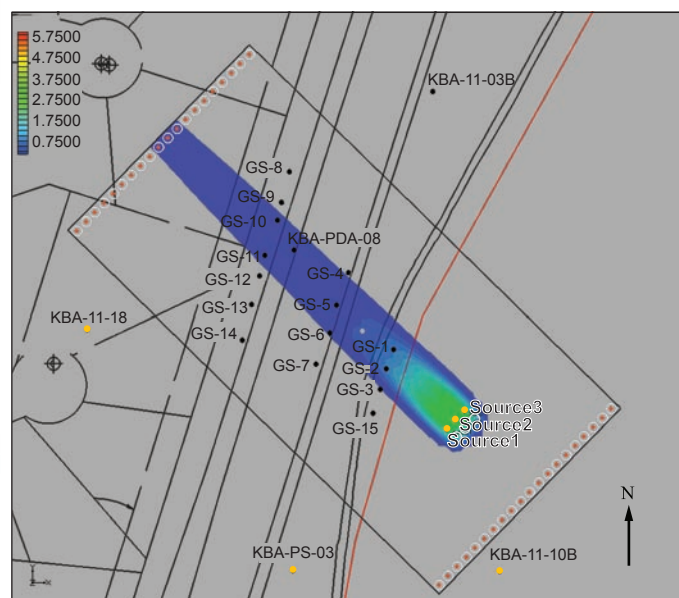 5.7500
4.7500
3.7500
2.7500
1.7500
0.7500
KBA-11-03B
GS-8
GS-9
GS-10
KBA-PDA-08
GS-11
GS-4
GS-12
GS-13
GS-5
KBA-11-18
GS-14
GS-6
GS-1
GS-7
GS-2
GS-3
Source3
GS-15
Source2
Source1
N
KBA-PS-03
KBA-11-10B